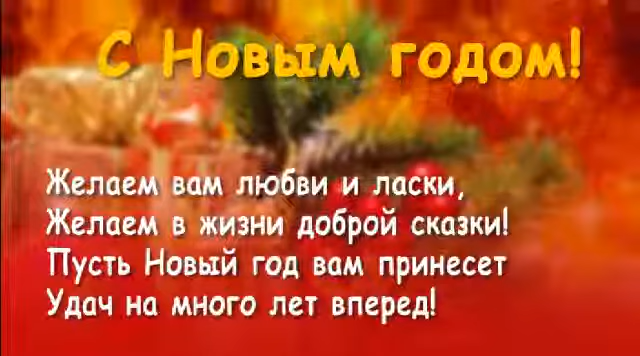 С Новым годом!
Желаем вам любви и ласки,
Желаем в жизни доброй сказки!
Пусть Новый год вам принесет
Удач на много лет вперед!